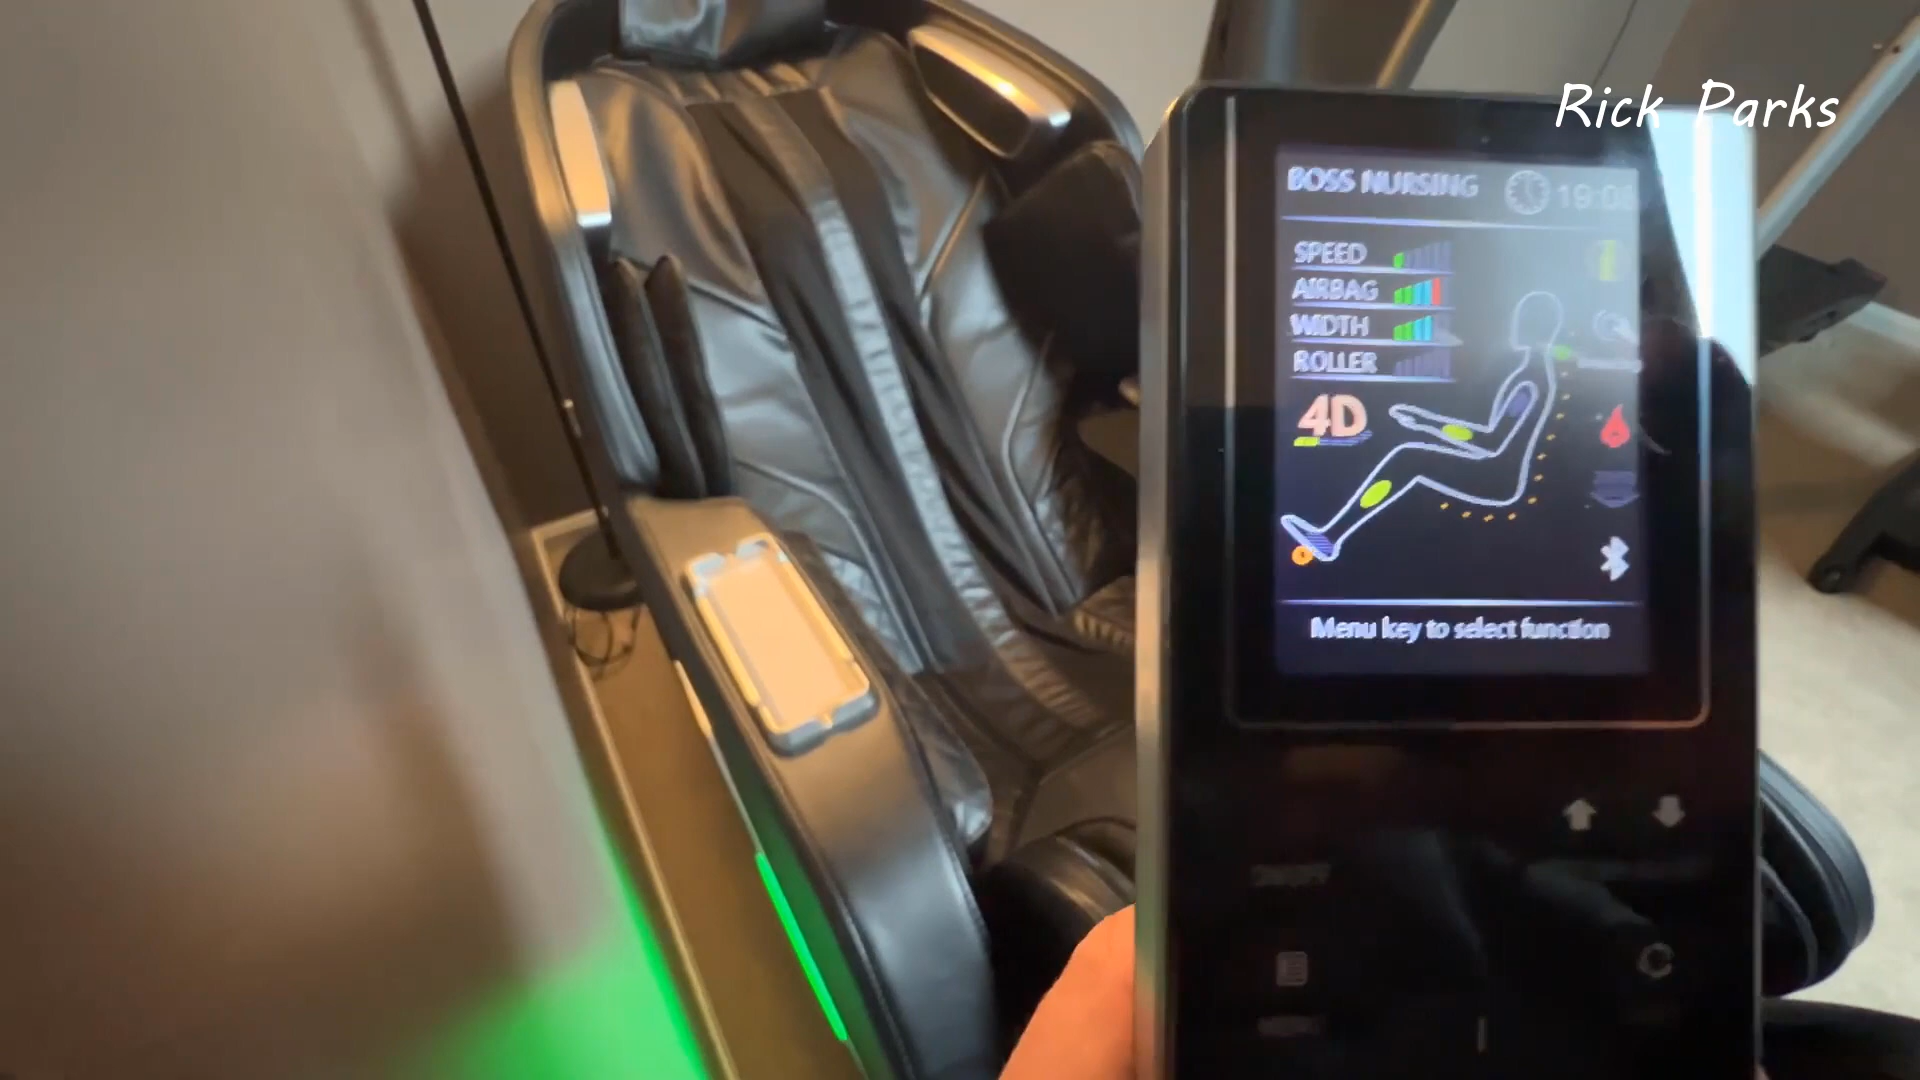 Rick Parks
BOSS NURSING
SPEED
AIRBAG
WIDTH
ROLLER
4D
Menu key to select function